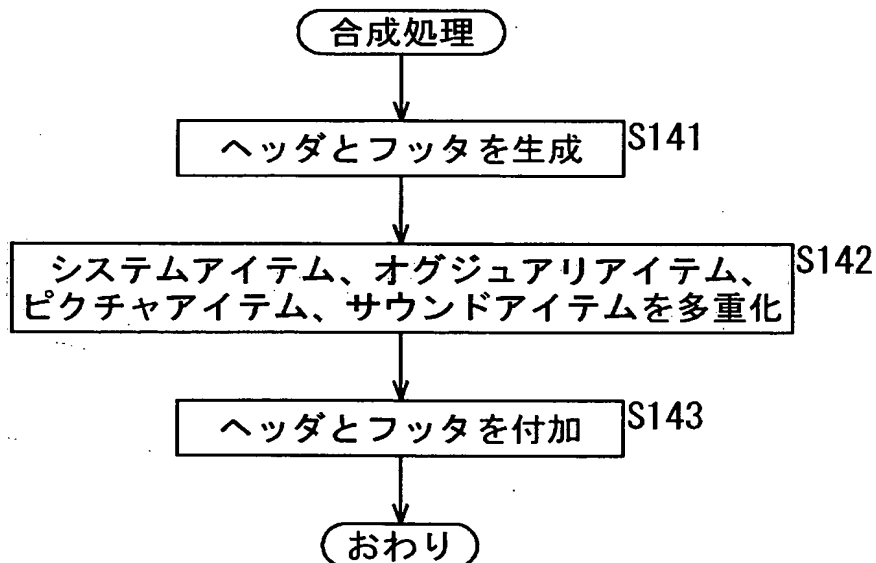 合成処理
ヘッダとフッタを生成
S141
システムアイテム、オグジュアリアイテム、
ピクチャアイテム、サウンドアイテムを多重化
S142
ヘッダとフッタを付加
S143
おわり